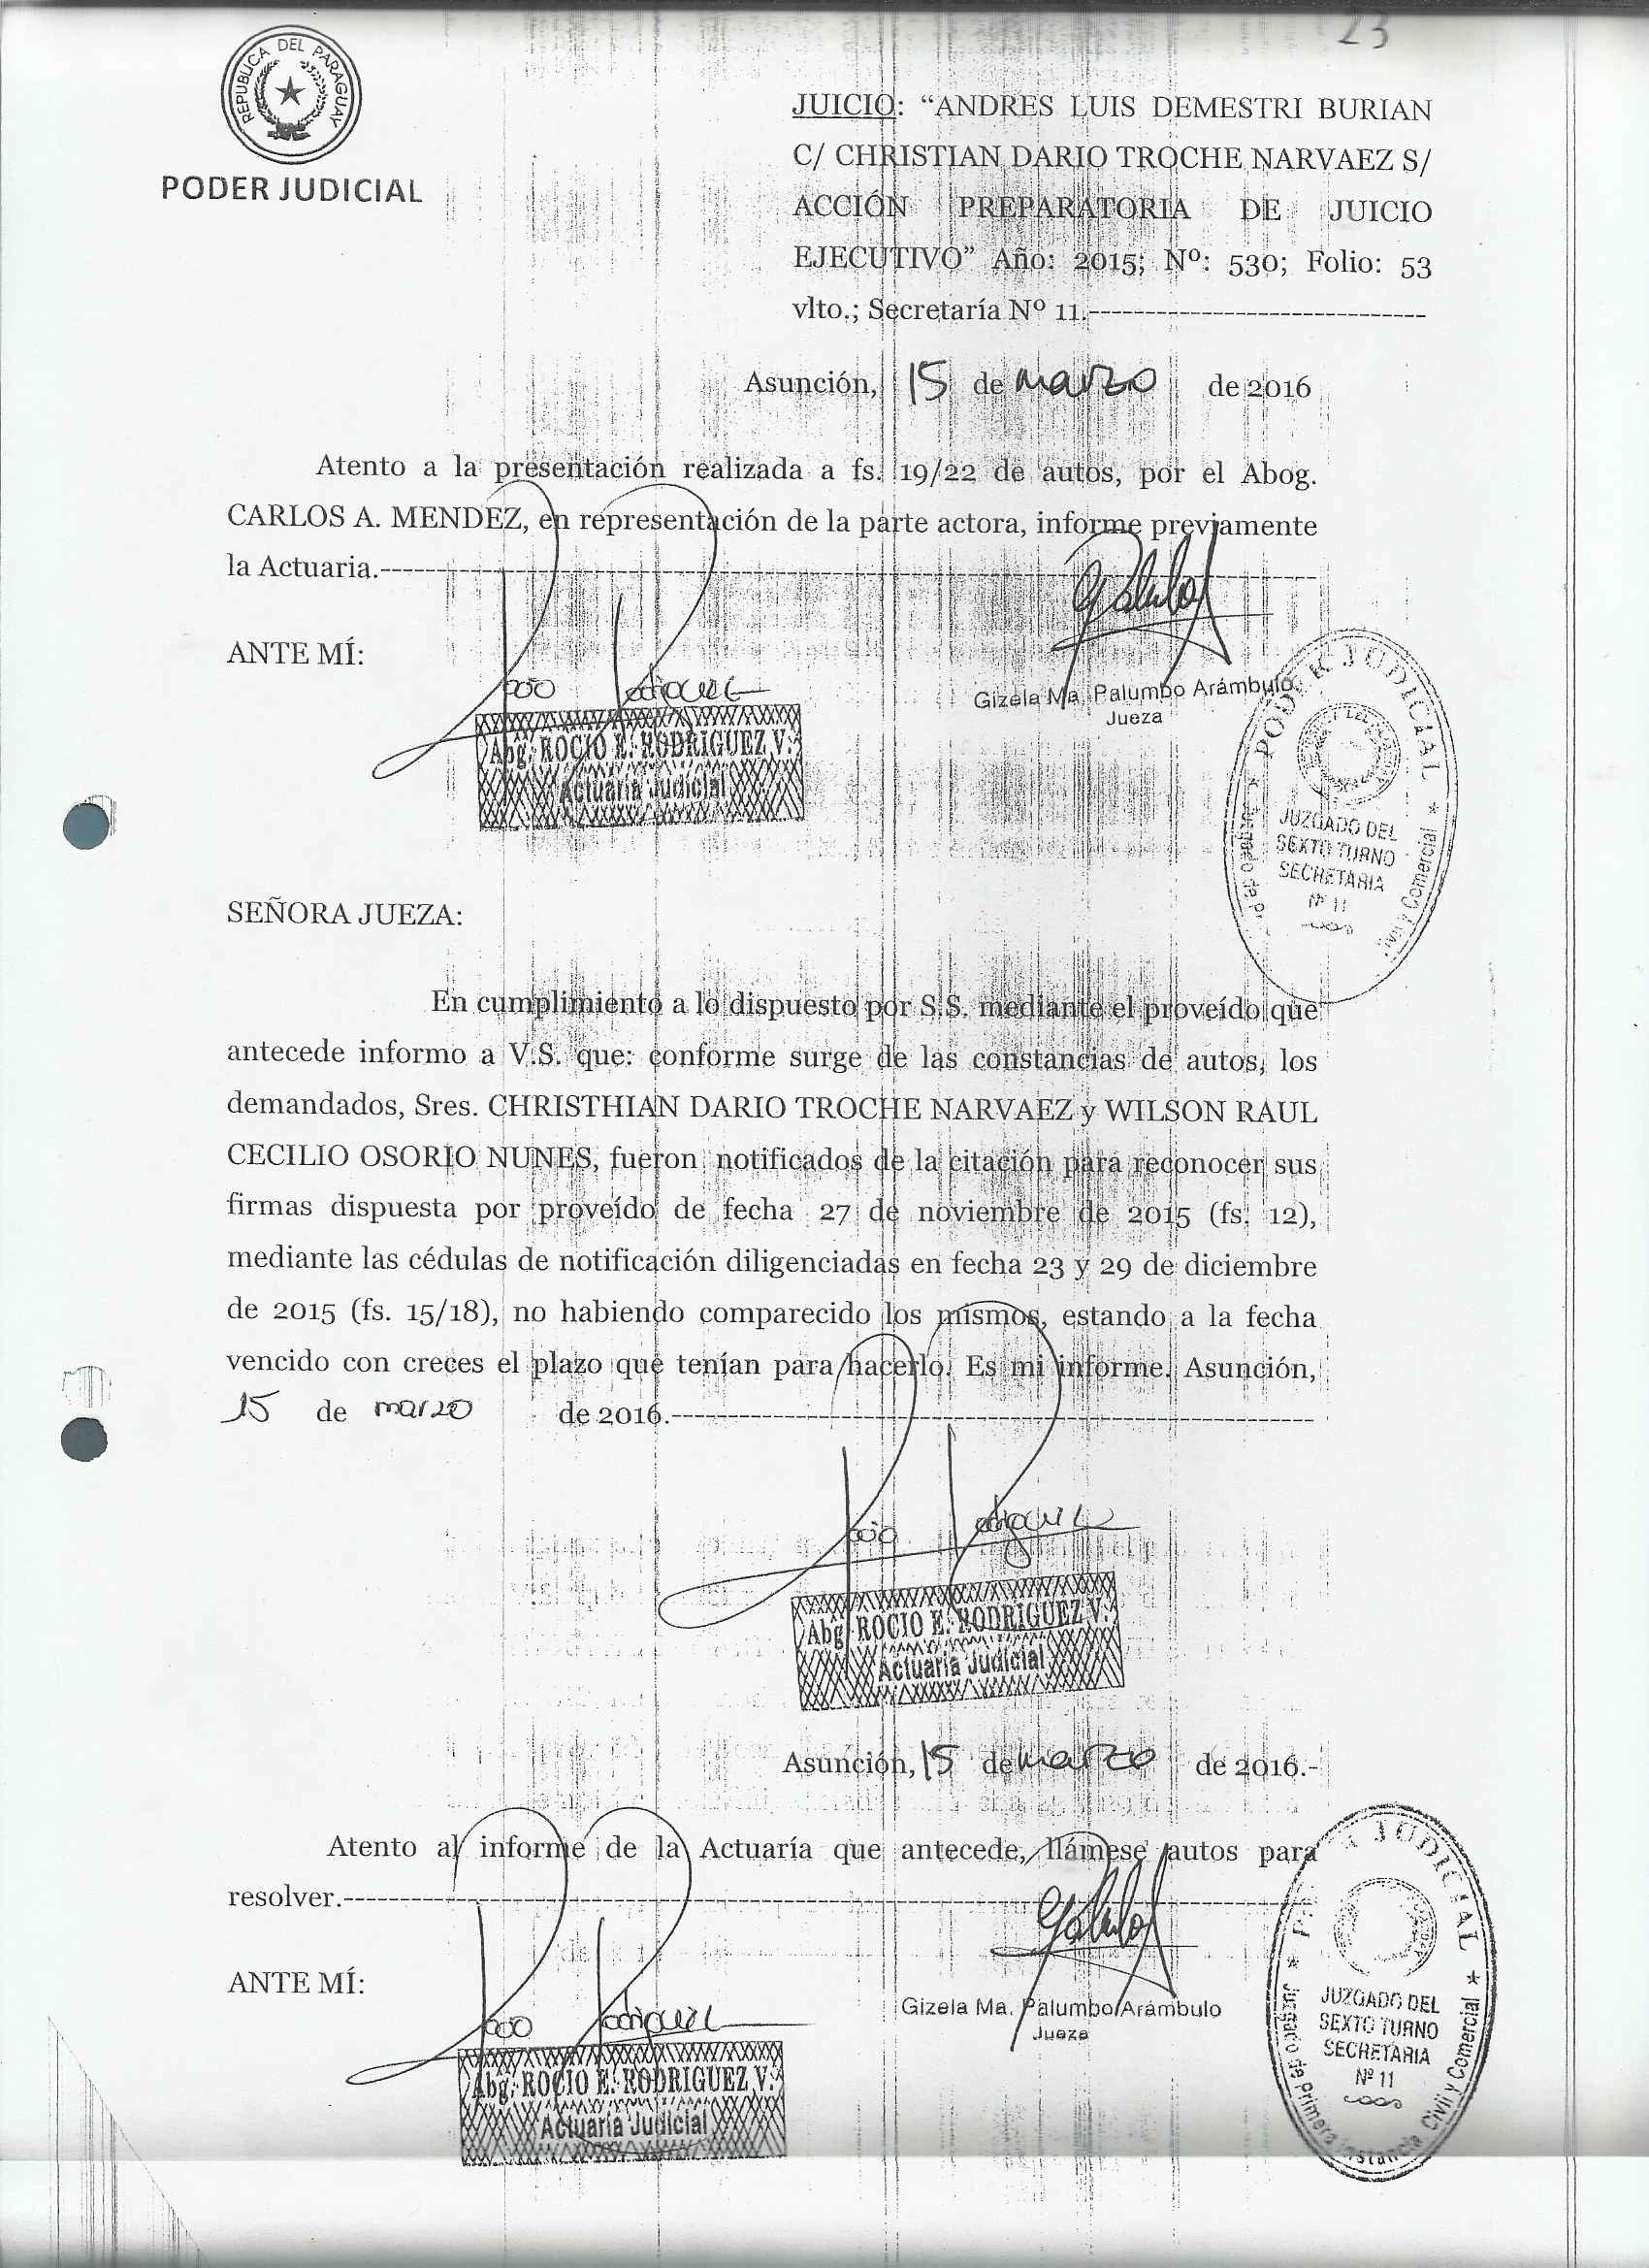 23
REPUBLICA DEL PARAGUAY
PODER JUDICIAL
JUICIO: “ANDRES LUIS DEMESTRI BURIAN
C/ CHRISTIAN DARIO TROCHE NARVAEZ S/
ACCIÓN PREPARATORIA DE JUICIO
EJECUTIVO” Año: 2015; Nº: 530; Folio: 53
vlto.; Secretaría Nº 11.------------------------------
Asunción, 15 de marzo de 2016
Atento a la presentación realizada a fs. 19/22 de autos, por el Abog.
CARLOS A. MENDEZ, en representación de la parte actora, informe previamente
la Actuaria.------------------------------------------------------------
ANTE MÍ:
Rocio Rodriguez
Abg. ROCIO E. RODRIGUEZ V.
Actuaria Judicial
Gizela Ma. Palumbo Arámbulo
Jueza
PODER JUDICIAL
JUZGADO DEL
SEXTO TURNO
SECRETARIA
Nº 11
Civil y Comercial
SEÑORA JUEZA:
En cumplimiento a lo dispuesto por S.S. mediante el proveído que
antecede informo a V.S. que: conforme surge de las constancias de autos, los
demandados, Sres. CHRISTHIAN DARIO TROCHE NARVAEZ y WILSON RAUL
CECILIO OSORIO NUNES, fueron notificados de la citación para reconocer sus
firmas dispuesta por proveído de fecha 27 de noviembre de 2015 (fs. 12),
mediante las cédulas de notificación diligenciadas en fecha 23 y 29 de diciembre
de 2015 (fs. 15/18), no habiendo comparecido los mismos, estando a la fecha
vencido con creces el plazo que tenían para hacerlo. Es mi informe. Asunción,
15 de marzo de 2016.------------------------------------------------------------
Rocio Rodriguez
Abg. ROCIO E. RODRIGUEZ V.
Actuaria Judicial
Asunción, 15 de marzo de 2016.-
Atento al informe de la Actuaría que antecede, llámese autos para
resolver.------------------------------------------------------------
ANTE MÍ:
Rocio Rodriguez
Abg. ROCIO E. RODRIGUEZ V.
Actuaria Judicial
Gizela Ma. Palumbo Arámbulo
Jueza
JUDICIAL
JUZGADO DEL
SEXTO TURNO
SECRETARIA
Nº 11
Juzgado de Primera Instancia Civil y Comercial